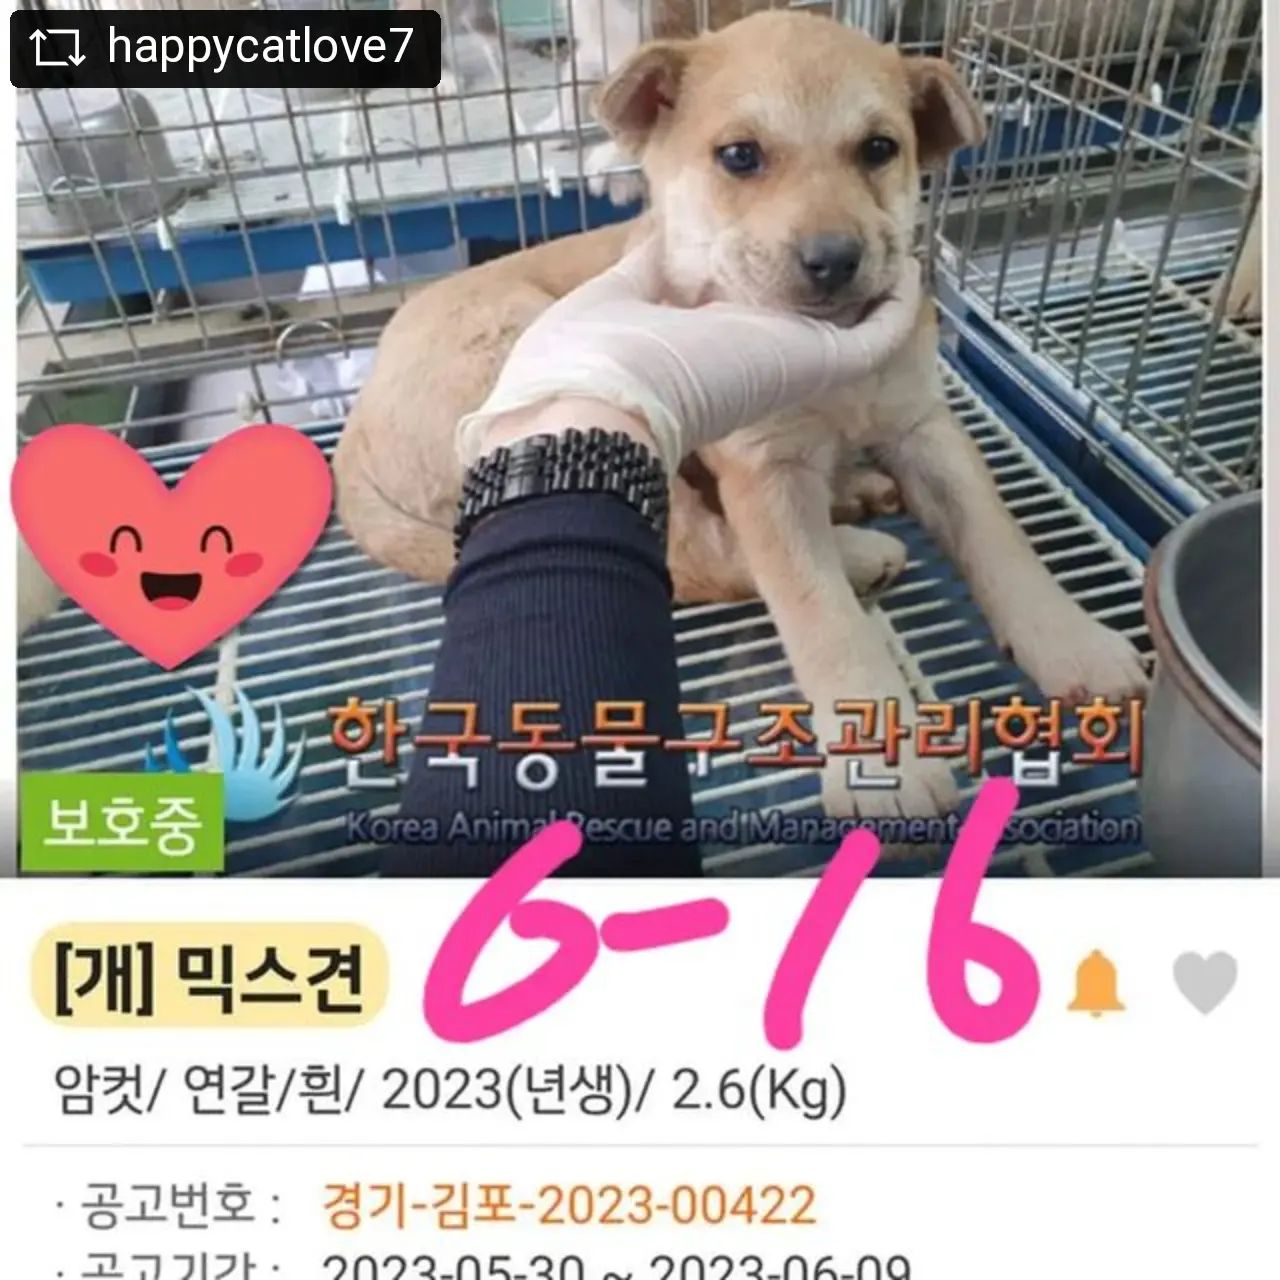 happycatlove7
한국동물구조관리협회
Korea Animal Rescue and Management Association
보호중
6-16
[개] 믹스견
암컷/ 연갈/흰/ 2023(년생)/ 2.6(Kg)
· 공고번호 : 경기-김포-2023-00422
· 공고기간 : 2023-05-30 ~ 2023-06-09